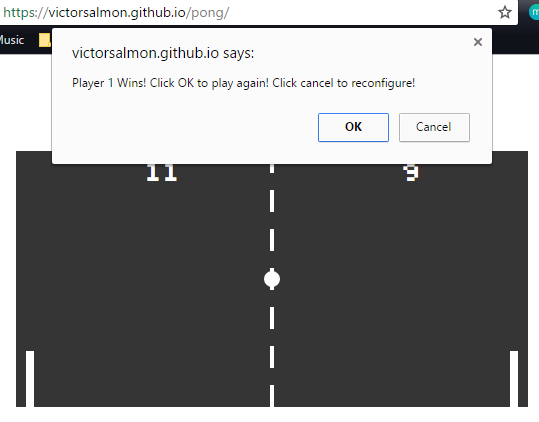 https://victorsalmon.github.io/pong/
Music
victorsalmon.github.io says:
Player 1 Wins! Click OK to play again! Click cancel to reconfigure!
OK
Cancel
11
9